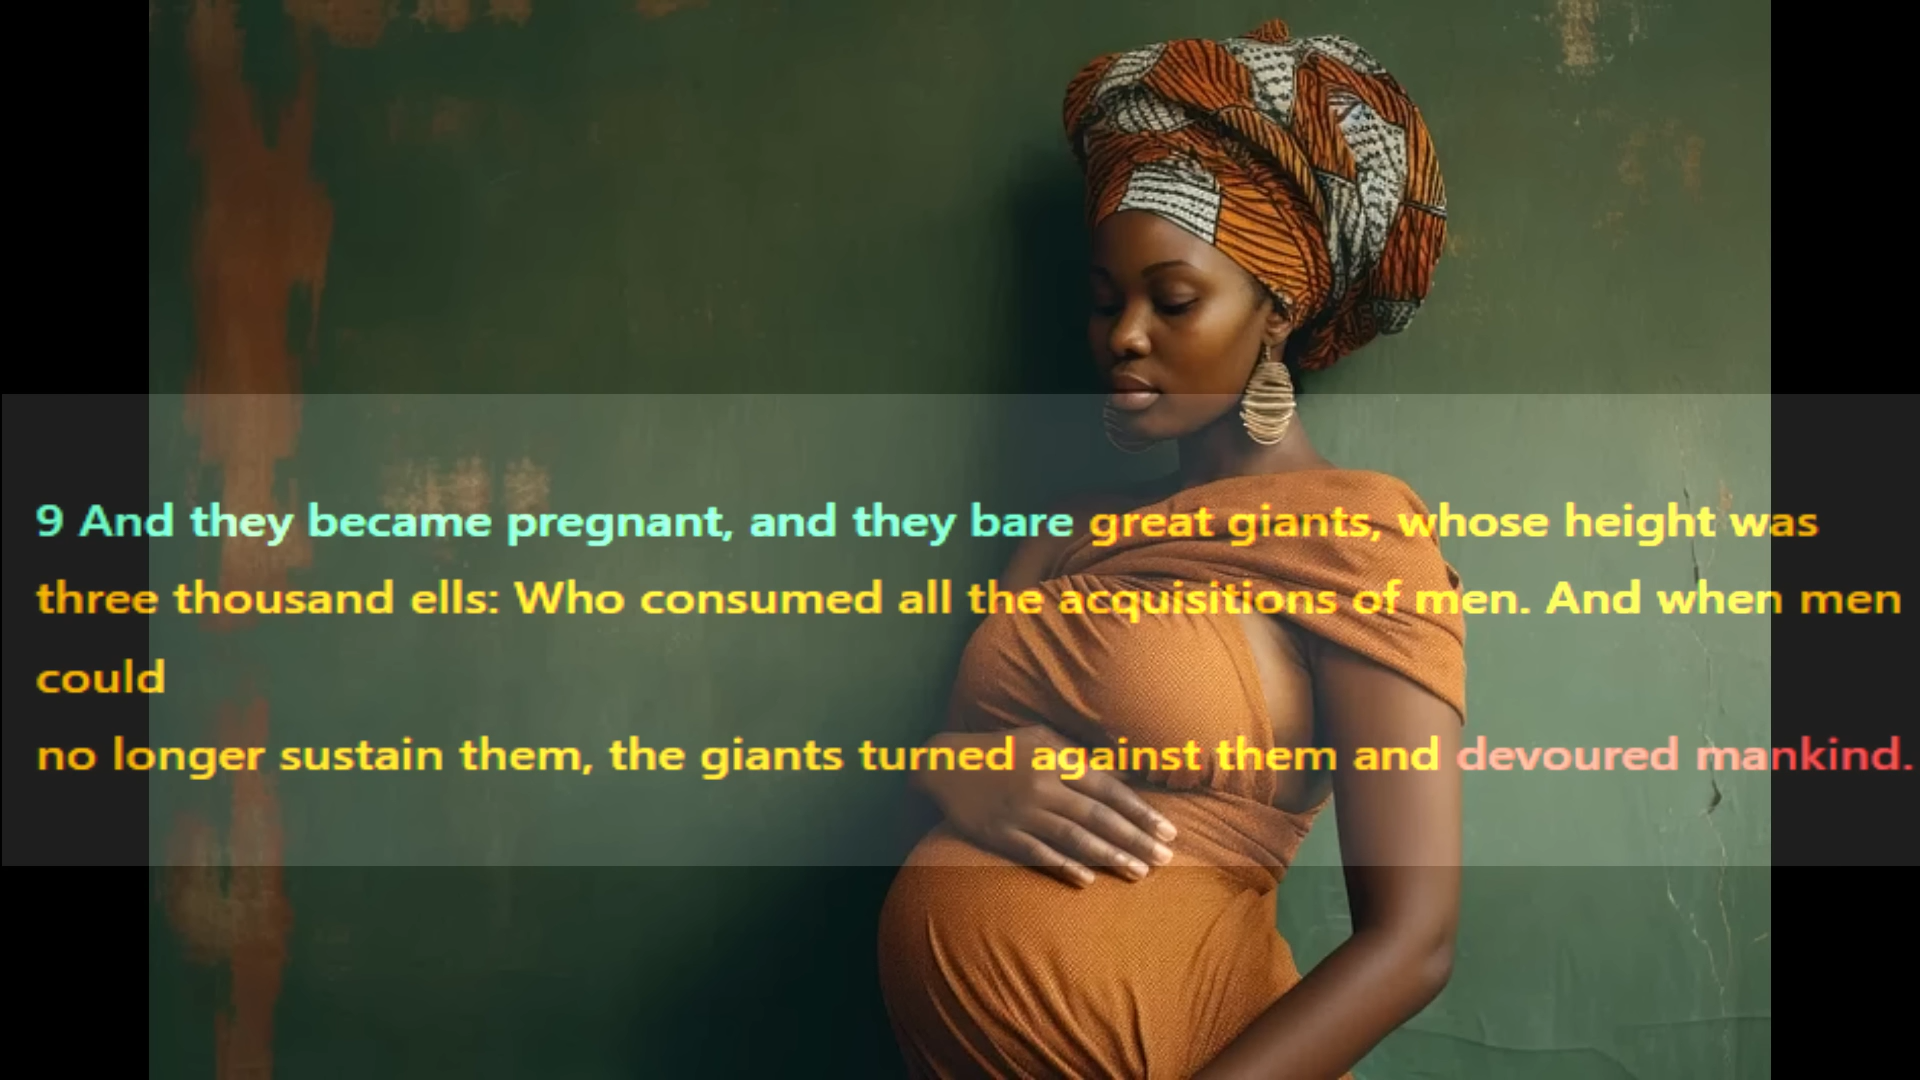 9 And they became pregnant, and they bare great giants, whose height was
three thousand ells: Who consumed all the acquisitions of men. And when men
could
no longer sustain them, the giants turned against them and devoured mankind.